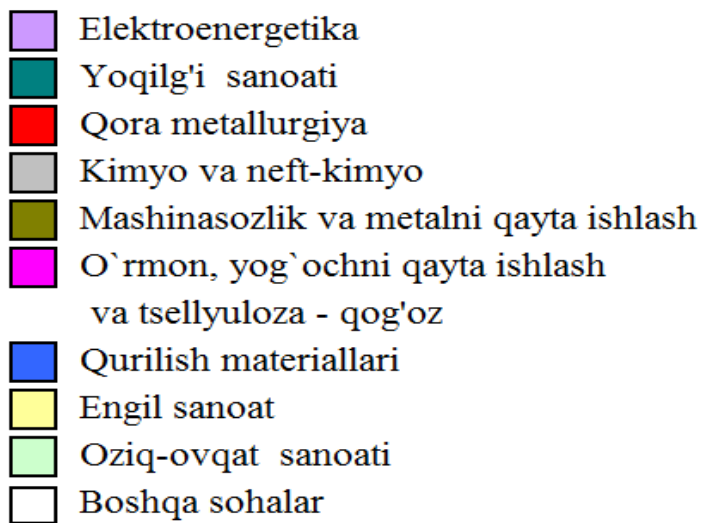 Elektroenergetika
Yoqilg'i  sanoati
Qora metallurgiya
Kimyo va neft-kimyo
Mashinasozlik va metalni qayta ishlash
O`rmon, yog`ochni qayta ishlash
va tsellyuloza - qog'oz
Qurilish materiallari
Engil sanoat
Oziq-ovqat  sanoati
Boshqa sohalar